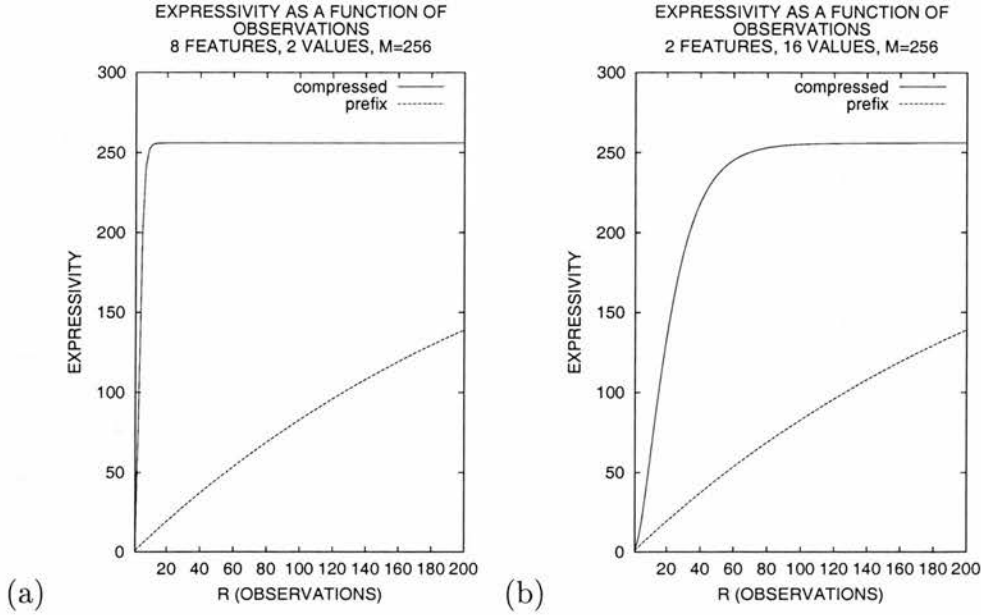 EXPRESSIVITY AS A FUNCTION OF
OBSERVATIONS
8 FEATURES, 2 VALUES, M=256
300
250
200
150
100
50
0
EXPRESSIVITY
compressed
prefix
20 40 60 80 100 120 140 160 180 200
R (OBSERVATIONS)
(a)
EXPRESSIVITY AS A FUNCTION OF
OBSERVATIONS
2 FEATURES, 16 VALUES, M=256
300
250
200
150
100
50
0
EXPRESSIVITY
compressed
prefix
20 40 60 80 100 120 140 160 180 200
R (OBSERVATIONS)
(b)